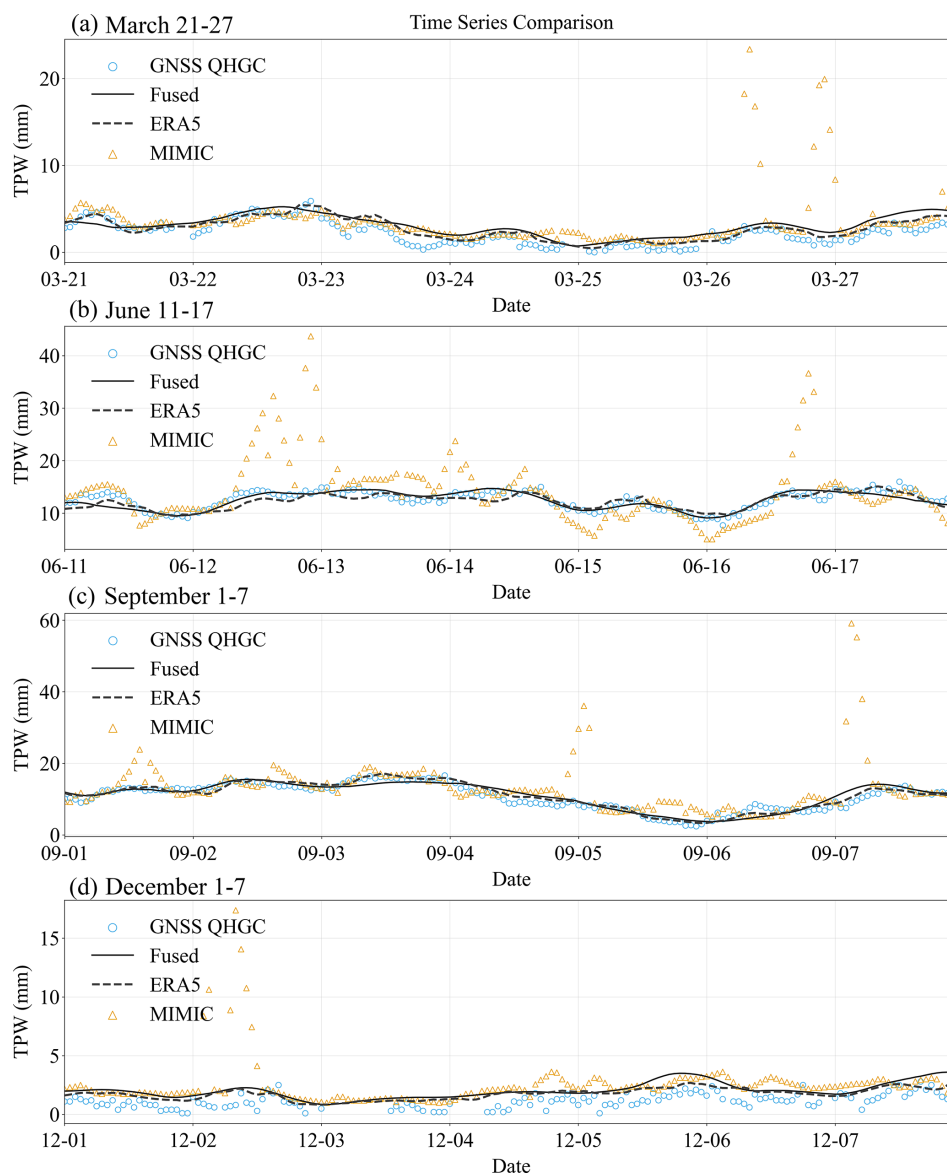 (a) March 21-27
Time Series Comparison
TPW (mm)
20
10
0
GNSS QHGC
Fused
ERA5
MIMIC
03-21 03-22 03-23 03-24 03-25 03-26 03-27
Date
(b) June 11-17
TPW (mm)
40
30
20
10
GNSS QHGC
Fused
ERA5
MIMIC
06-11 06-12 06-13 06-14 06-15 06-16 06-17
Date
(c) September 1-7
TPW (mm)
60
40
20
0
GNSS QHGC
Fused
ERA5
MIMIC
09-01 09-02 09-03 09-04 09-05 09-06 09-07
Date
(d) December 1-7
TPW (mm)
15
10
5
0
GNSS QHGC
Fused
ERA5
MIMIC
12-01 12-02 12-03 12-04 12-05 12-06 12-07
Date